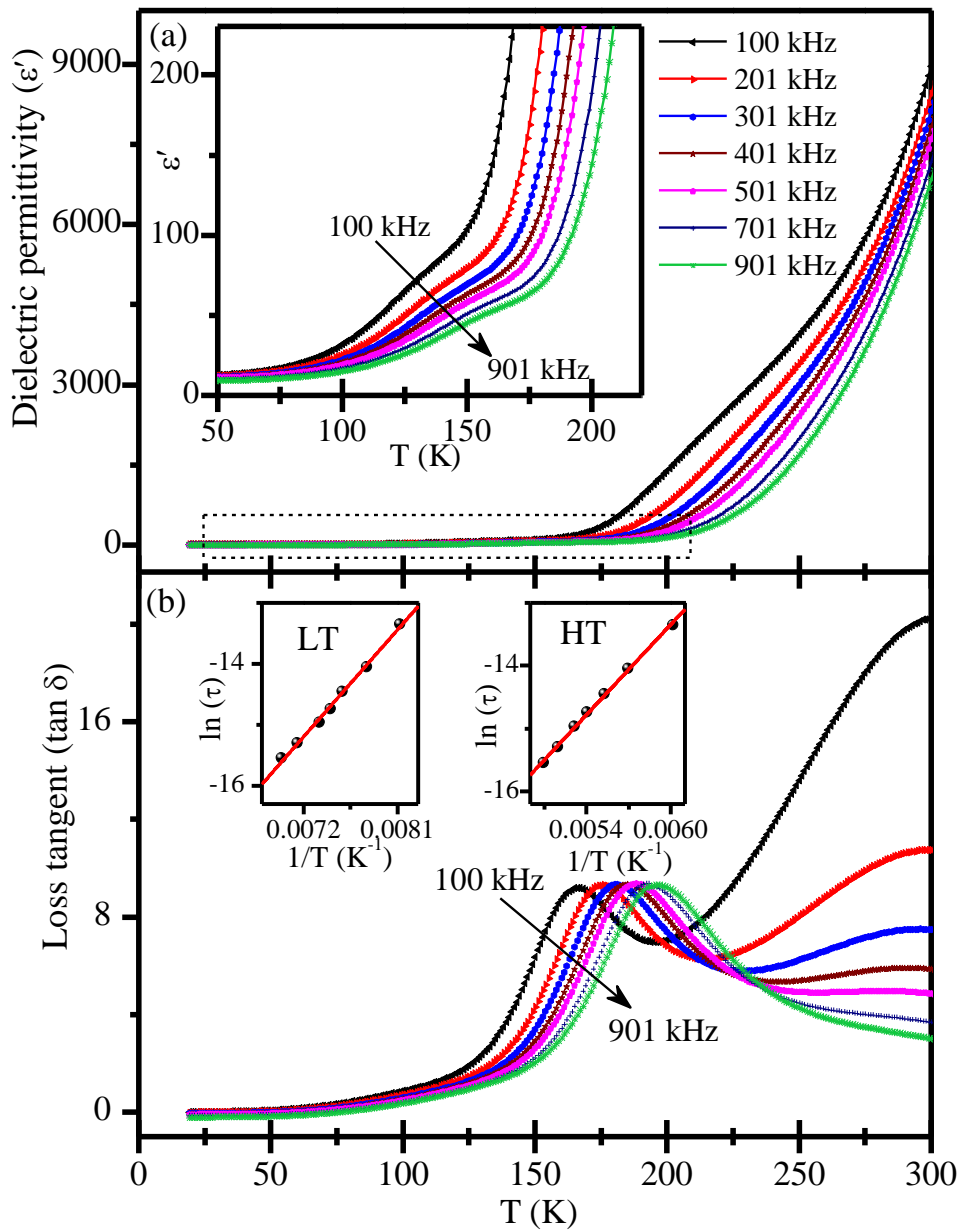 (a)
100 kHz
201 kHz
301 kHz
401 kHz
501 kHz
701 kHz
901 kHz
Dielectric permittivity (ε′)
9000
6000
3000
0
ε′
200
100
0
100 kHz
901 kHz
50 100 150 200
T (K)
(b)
Loss tangent (tan δ)
16
8
0
LT
ln (τ)
-14
-16
0.0072 0.0081
1/T (K-1)
HT
ln (τ)
-14
-16
0.0054 0.0060
1/T (K-1)
100 kHz
901 kHz
0 50 100 150 200 250 300
T (K)